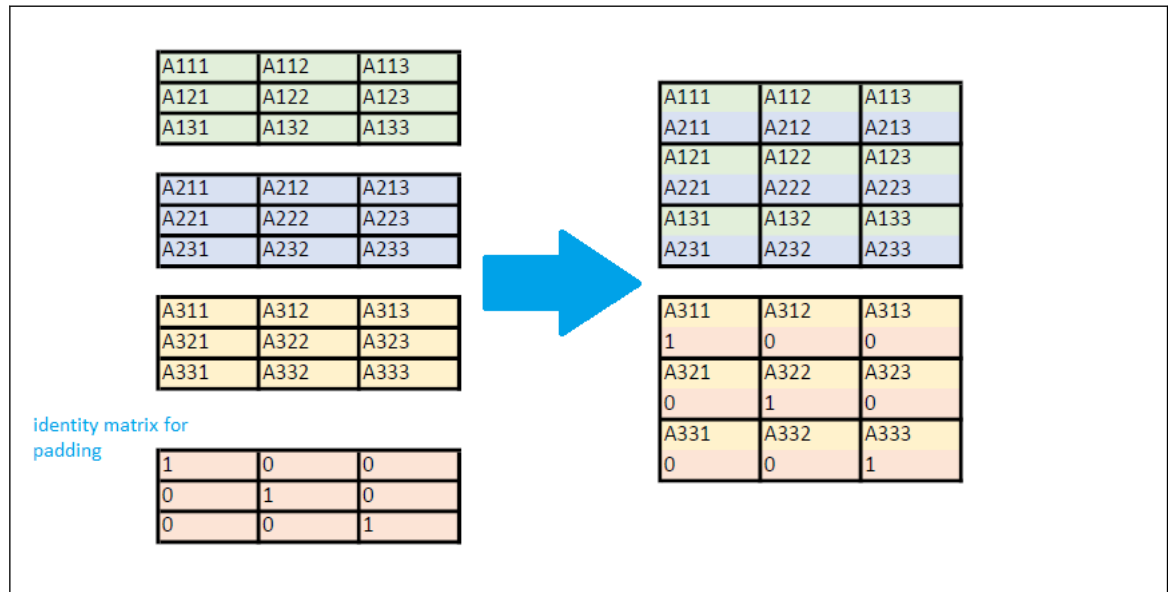 A111 A112 A113
A121 A122 A123
A131 A132 A133
A211 A212 A213
A221 A222 A223
A231 A232 A233
A311 A312 A313
A321 A322 A323
A331 A332 A333
identity matrix for
padding
1 0 0
0 1 0
0 0 1
A111 A112 A113
A211 A212 A213
A121 A122 A123
A221 A222 A223
A131 A132 A133
A231 A232 A233
A311 A312 A313
1 0 0
A321 A322 A323
0 1 0
A331 A332 A333
0 0 1